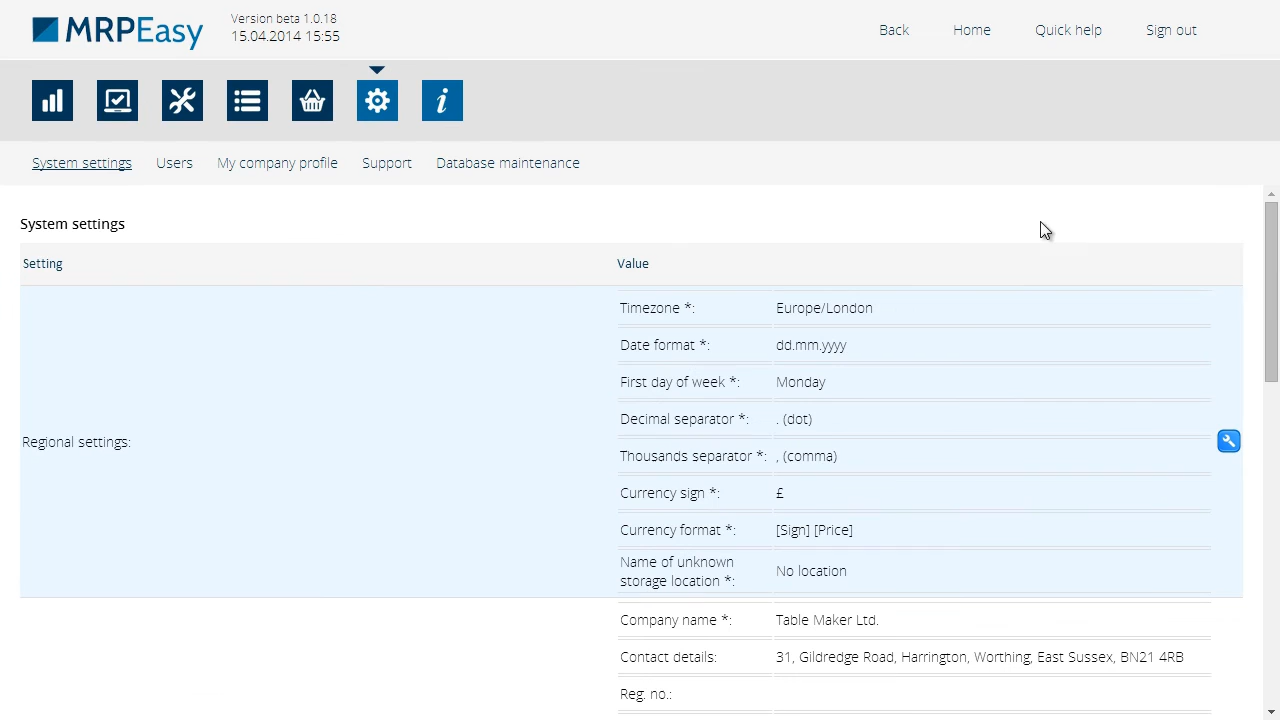 MRPEasy
Version beta 1.0.18
15.04.2014 15:55
Back Home Quick help Sign out
System settings Users My company profile Support Database maintenance
System settings
Setting Value
Regional settings:
Timezone *: Europe/London
Date format *: dd.mm.yyyy
First day of week *: Monday
Decimal separator *: . (dot)
Thousands separator *: , (comma)
Currency sign *: £
Currency format *: [Sign] [Price]
Name of unknown
storage location *: No location
Company name *: Table Maker Ltd.
Contact details: 31, Gildredge Road, Harrington, Worthing, East Sussex, BN21 4RB
Reg. no.: